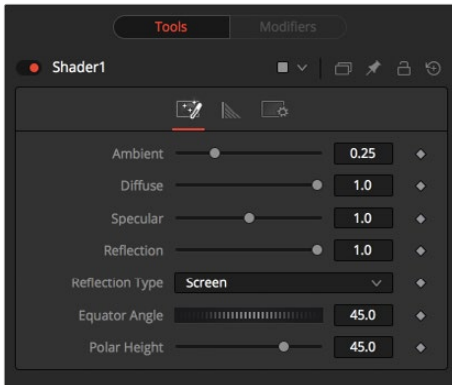 Tools Modifiers
Shader1
Ambient 0.25
Diffuse 1.0
Specular 1.0
Reflection 1.0
Reflection Type Screen
Equator Angle 45.0
Polar Height 45.0